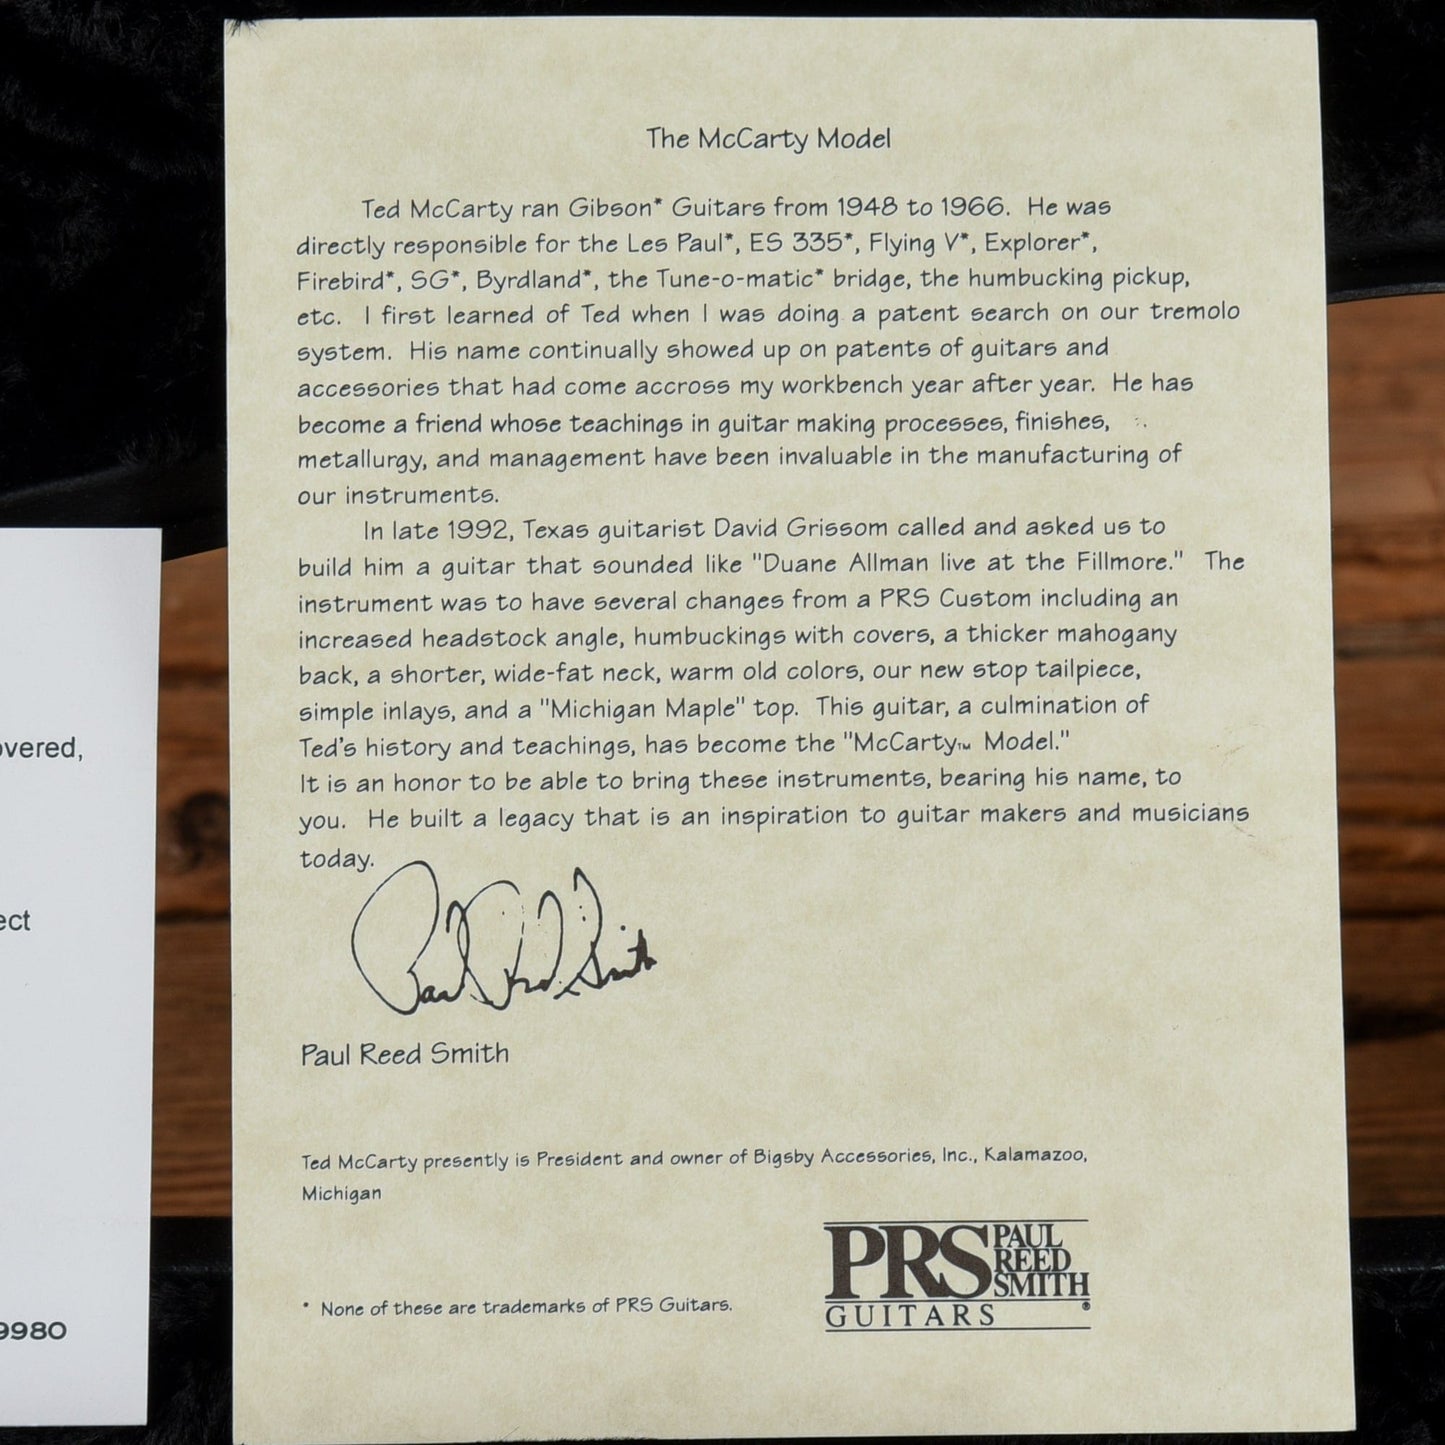 The McCarty Model
Ted McCarty ran Gibson* Guitars from 1948 to 1966. He was
directly responsible for the Les Paul*, ES 335*, Flying V*, Explorer*,
Firebird*, SG*, Byrdland*, the Tune-o-matic* bridge, the humbucking pickup,
etc. I first learned of Ted when I was doing a patent search on our tremolo
system. His name continually showed up on patents of guitars and
accessories that had come accross my workbench year after year. He has
become a friend whose teachings in guitar making processes, finishes,
metallurgy, and management have been invaluable in the manufacturing of
our instruments.
In late 1992, Texas guitarist David Grissom called and asked us to
build him a guitar that sounded like "Duane Allman live at the Fillmore." The
instrument was to have several changes from a PRS Custom including an
increased headstock angle, humbuckings with covers, a thicker mahogany
back, a shorter, wide-fat neck, warm old colors, our new stop tailpiece,
simple inlays, and a "Michigan Maple" top. This guitar, a culmination of
Ted's history and teachings, has become the "McCarty™ Model."
It is an honor to be able to bring these instruments, bearing his name, to
you. He built a legacy that is an inspiration to guitar makers and musicians
today.
Paul Reed Smith
Paul Reed Smith
Ted McCarty presently is President and owner of Bigsby Accessories, Inc., Kalamazoo,
Michigan
* None of these are trademarks of PRS Guitars.
PRS PAUL
REED
SMITH
GUITARS ®
overed,
ect
9980